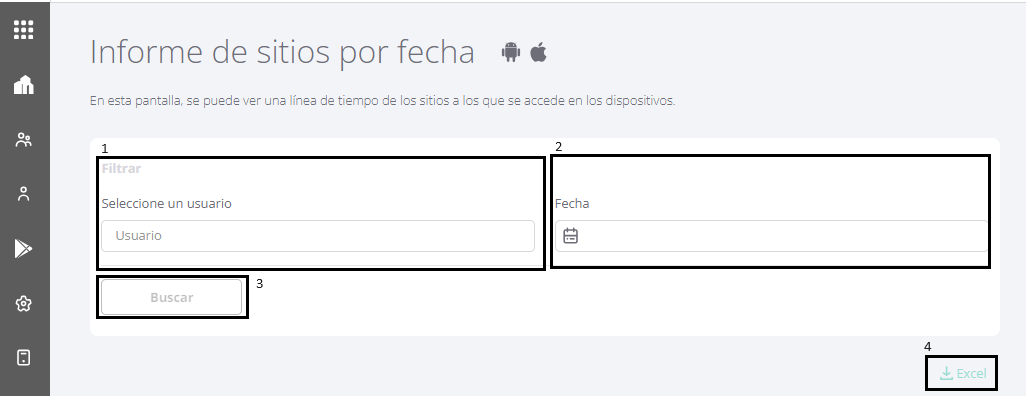 Informe de sitios por fecha
En esta pantalla, se puede ver una línea de tiempo de los sitios a los que se accede en los dispositivos.
1
2
Filtrar
Seleccione un usuario
Fecha
Usuario
Buscar
3
4
Excel